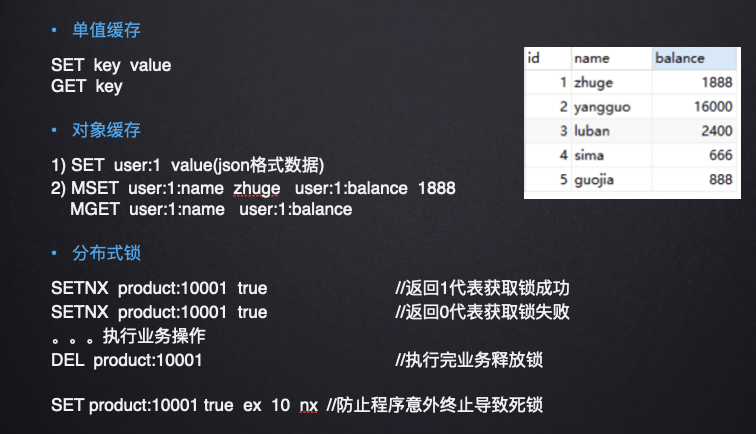 • 单值缓存
SET key value
GET key
• 对象缓存
1) SET user:1 value(json格式数据)
2) MSET user:1:name zhuge user:1:balance 1888
MGET user:1:name user:1:balance
• 分布式锁
SETNX product:10001 true //返回1代表获取锁成功
SETNX product:10001 true //返回0代表获取锁失败
。。。执行业务操作
DEL product:10001 //执行完业务释放锁
SET product:10001 true ex 10 nx //防止程序意外终止导致死锁
id name balance
1 zhuge 1888
2 yangguo 16000
3 luban 2400
4 sima 666
5 guojia 888